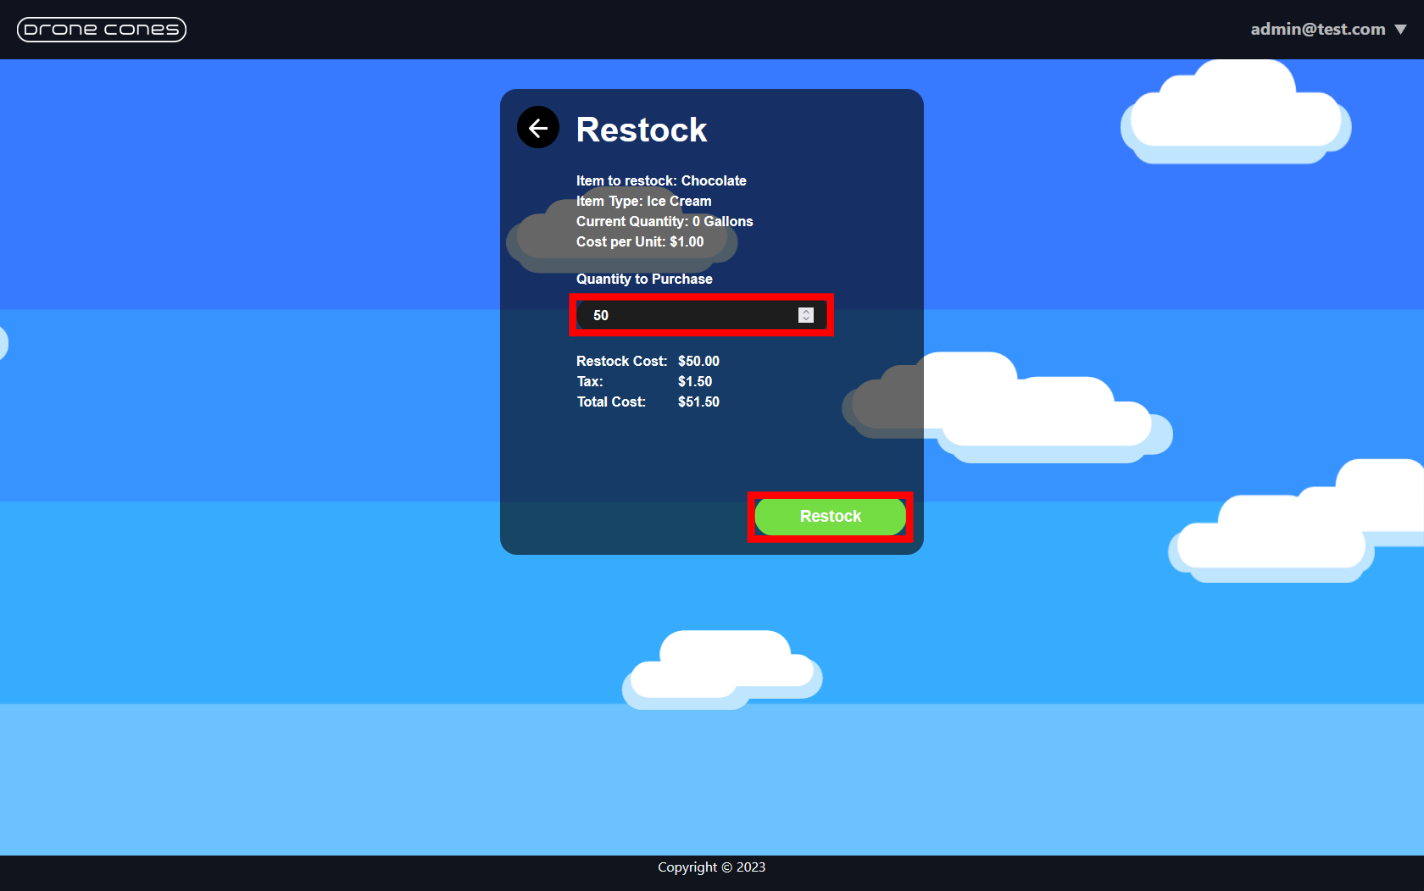 Drone Cones
admin@test.com ▼
Restock
Item to restock: Chocolate
Item Type: Ice Cream
Current Quantity: 0 Gallons
Cost per Unit: $1.00
Quantity to Purchase
50
Restock Cost: $50.00
Tax: $1.50
Total Cost: $51.50
Restock
Copyright © 2023